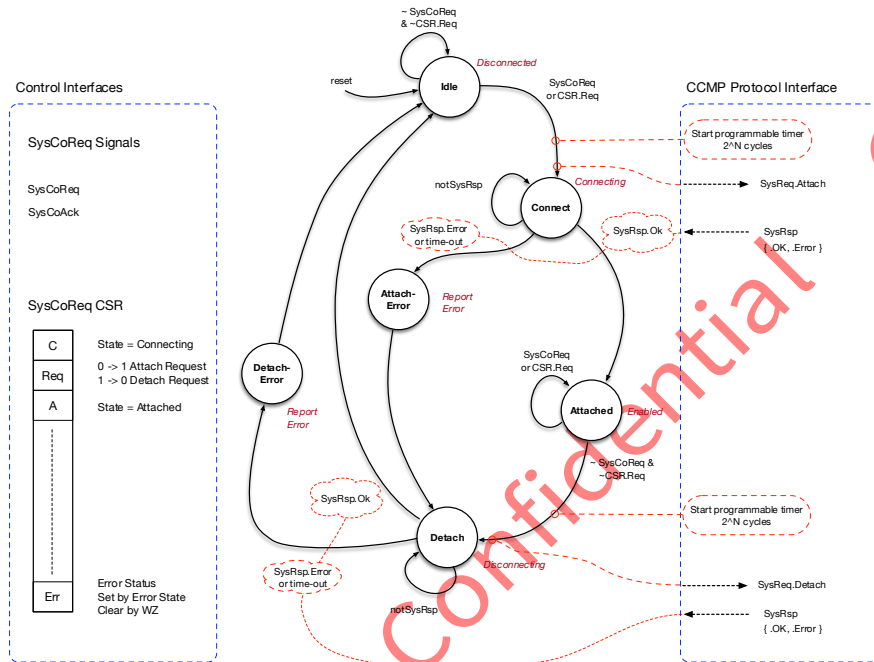 ~ SysCoReq
& ~CSR.Req
Disconnected
reset
Idle
SysCoReq
or CSR.Req
Control Interfaces
CCMP Protocol Interface
SysCoReq Signals
SysCoReq
SysCoAck
Start programmable timer
2^N cycles
notSysRsp
Connecting
Connect
SysReq.Attach
SysRsp.Error
or time-out
SysRsp.Ok
SysRsp
{ .OK, .Error }
Attach-
Error
Report
Error
SysCoReq CSR
C
State = Connecting
Req
0 -> 1 Attach Request
1 -> 0 Detach Request
A
State = Attached
Detach-
Error
Report
Error
SysCoReq
or CSR.Req
Attached
Enabled
~ SysCoReq &
~CSR.Req
SysRsp.Ok
Start programmable timer
2^N cycles
Detach
Disconnecting
SysRsp.Error
or time-out
notSysRsp
SysReq.Detach
SysRsp
{ .OK, .Error }
Err
Error Status
Set by Error State
Clear by WZ
Confidential